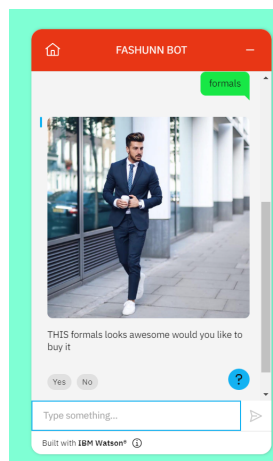 FASHUNN BOT
formals
THIS formals looks awesome would you like to
buy it
Yes No
?
Type something...
Built with IBM Watson®